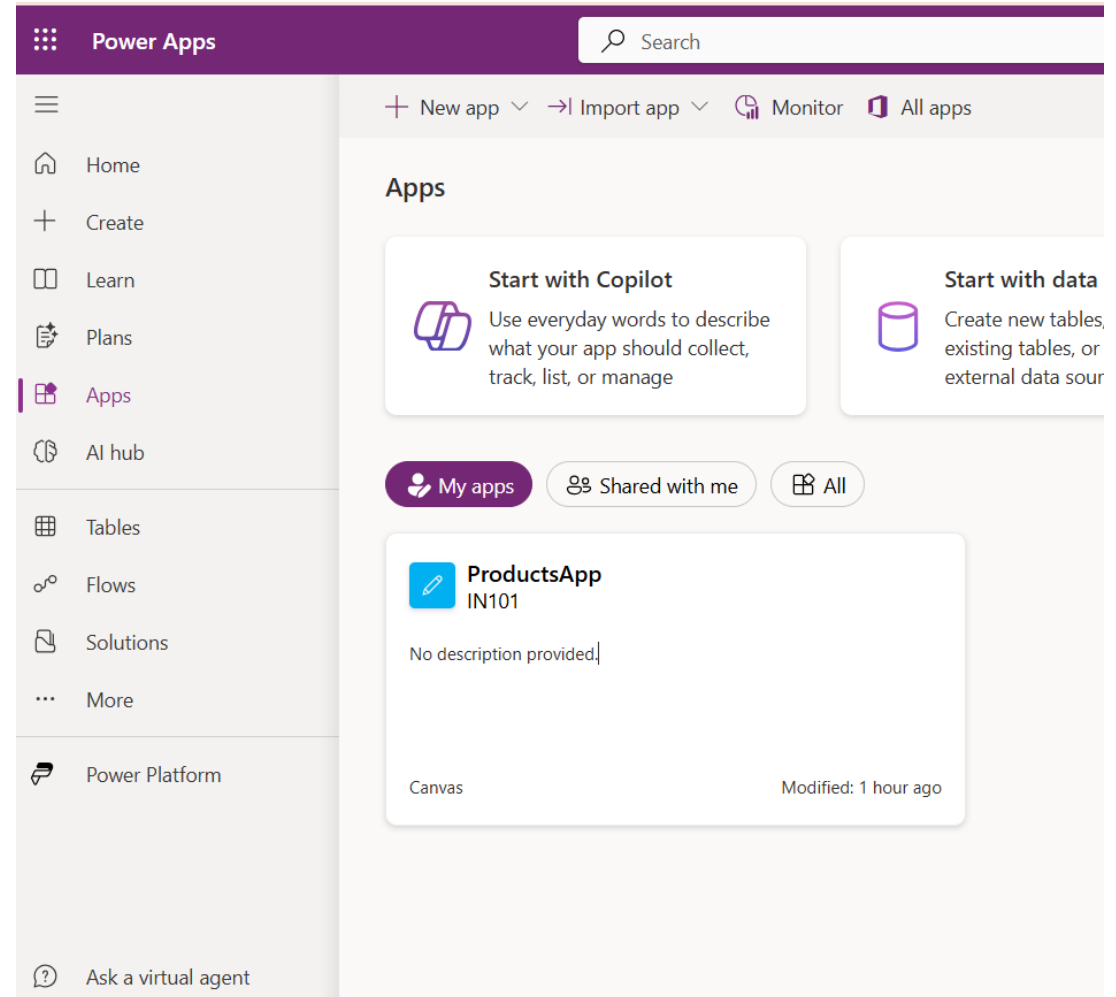 Power Apps
Search
New app
Import app
Monitor
All apps
Home
Create
Learn
Plans
Apps
AI hub
Tables
Flows
Solutions
More
Power Platform
Ask a virtual agent
Apps
Start with Copilot
Use everyday words to describe
what your app should collect,
track, list, or manage
Start with data
Create new tables,
existing tables, or
external data sour
My apps
Shared with me
All
ProductsApp
IN101
No description provided.
Canvas
Modified: 1 hour ago